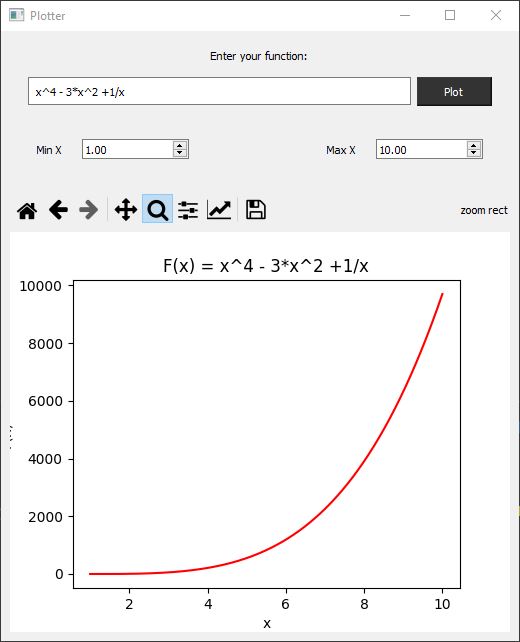 Plotter
Enter your function:
x^4 - 3*x^2 +1/x
Plot
Min X
1.00
Max X
10.00
zoom rect
F(x) = x^4 - 3*x^2 +1/x
10000
8000
6000
4000
2000
0
2
4
6
8
10
x